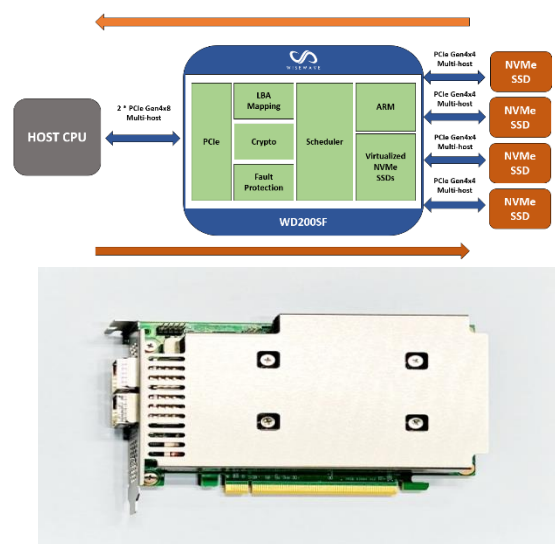 WISEWAVE
HOST CPU
2 * PCIe Gen4x8
Multi-host
PCIe
LBA
Mapping
Crypto
Fault
Protection
Scheduler
ARM
Virtualized
NVMe
SSDs
WD200SF
PCIe Gen4x4
Multi-host
NVMe
SSD
PCIe Gen4x4
Multi-host
NVMe
SSD
PCIe Gen4x4
Multi-host
NVMe
SSD
PCIe Gen4x4
Multi-host
NVMe
SSD